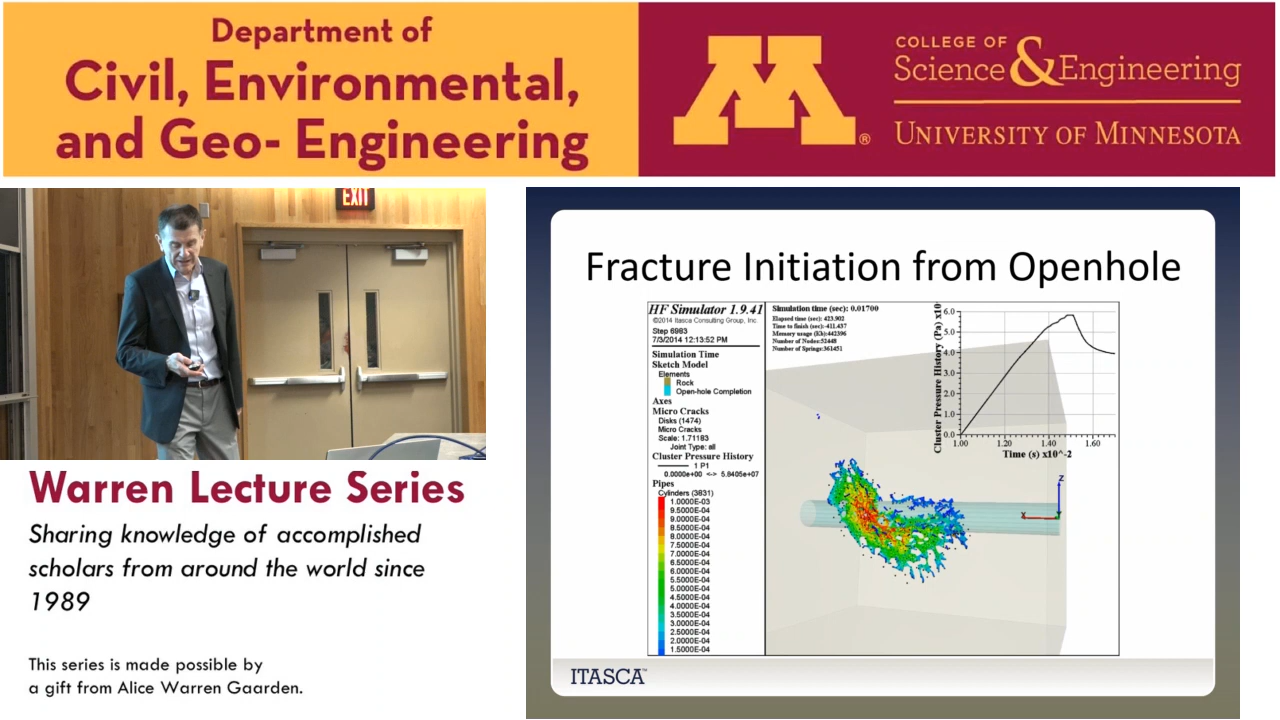 Department of
Civil, Environmental,
and Geo- Engineering
M®
COLLEGE OF
Science & Engineering
UNIVERSITY OF MINNESOTA
EXIT
Warren Lecture Series
Sharing knowledge of accomplished
scholars from around the world since
1989
This series is made possible by
a gift from Alice Warren Gaarden.
Fracture Initiation from Openhole
HF Simulator 1.9.41
©2014 Itasca Consulting Group, Inc.
Step 6983
7/3/2014 12:13:52 PM
Simulation Time
Sketch Model
Elements
Rock
Open-hole Completion
Axes
Micro Cracks
Disks (1474)
Micro Cracks
Scale: 1.71183
Joint Type: all
Cluster Pressure History
1 P1
0.0000e+00 <-> 5.8405e+07
Pipes
Cylinders (3831)
1.0000E-03
9.5000E-04
9.0000E-04
8.5000E-04
8.0000E-04
7.5000E-04
7.0000E-04
6.5000E-04
6.0000E-04
5.5000E-04
5.0000E-04
4.5000E-04
4.0000E-04
3.5000E-04
3.0000E-04
2.5000E-04
2.0000E-04
1.5000E-04
Simulation time (sec): 0.01700
Elapsed time (sec): 423.902
Time to finish (sec):-411.437
Memory usage (Kb):442396
Number of Nodes:52448
Number of Springs:361451
Cluster Pressure History (Pa) x10
6.0
5.0
4.0
3.0
2.0
1.0
0.0
1.00 1.20 1.40 1.60
Time (s) x10^-2
Z
X
ITASCA™